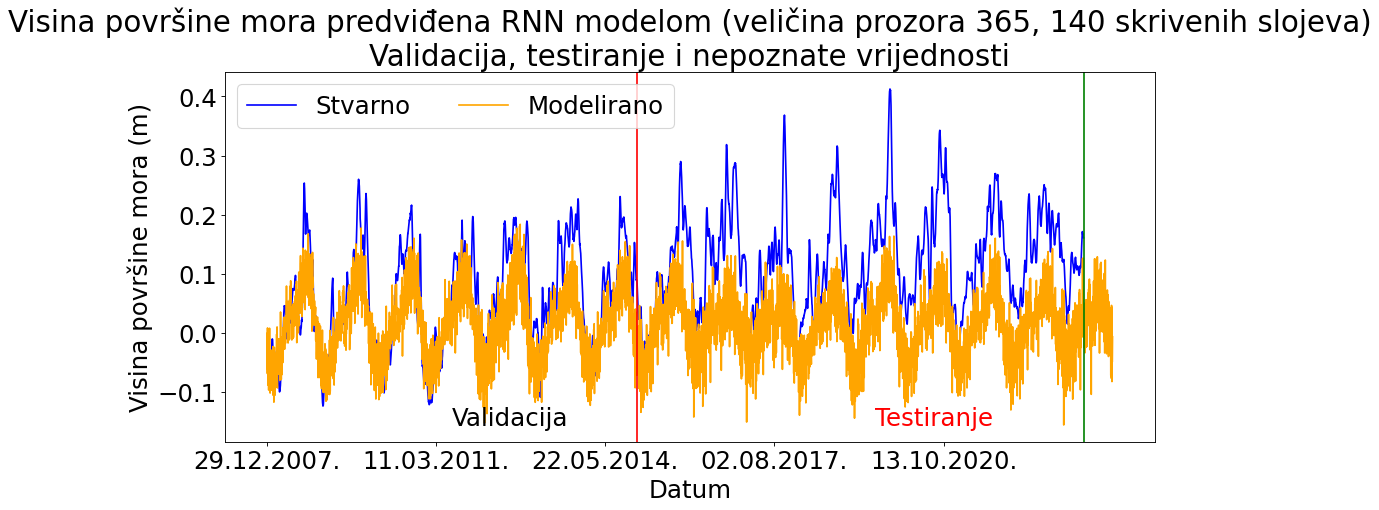 Visina površine mora predviđena RNN modelom (veličina prozora 365, 140 skrivenih slojeva)
Validacija, testiranje i nepoznate vrijednosti
Stvarno
Modelirano
Visina površine mora (m)
0.4
0.3
0.2
0.1
0.0
−0.1
Validacija
Testiranje
29.12.2007.
11.03.2011.
22.05.2014.
02.08.2017.
13.10.2020.
Datum